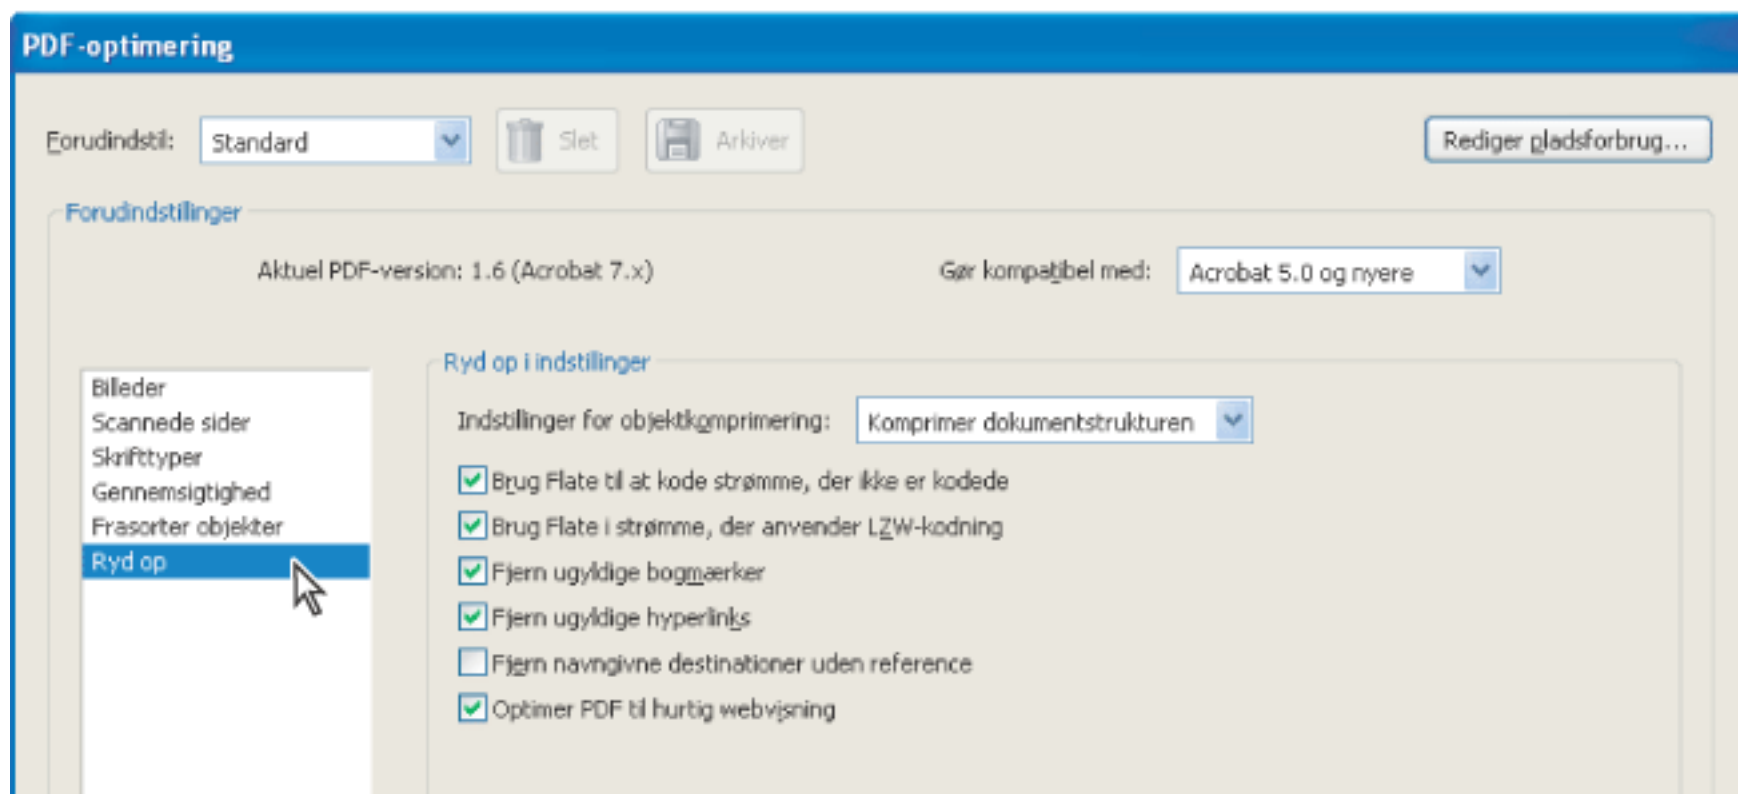 PDF-optimering
Forudindstil: Standard Slet Arkiver Rediger pladsforbrug...
Forudindstillinger
Aktuel PDF-version: 1.6 (Acrobat 7.x) Gør kompatibel med: Acrobat 5.0 og nyere
Ryd op i indstillinger
Billeder
Scannede sider
Skrifttyper
Gennemsigtighed
Frasorter objekter
Ryd op
Indstillinger for objektkomprimering: Komprimer dokumentstrukturen
Brug Flate til at kode strømme, der ikke er kodede
Brug Flate i strømme, der anvender LZW-kodning
Fjern ugyldige bogmærker
Fjern ugyldige hyperlinks
Fjern navngivne destinationer uden reference
Optimer PDF til hurtig webvisning